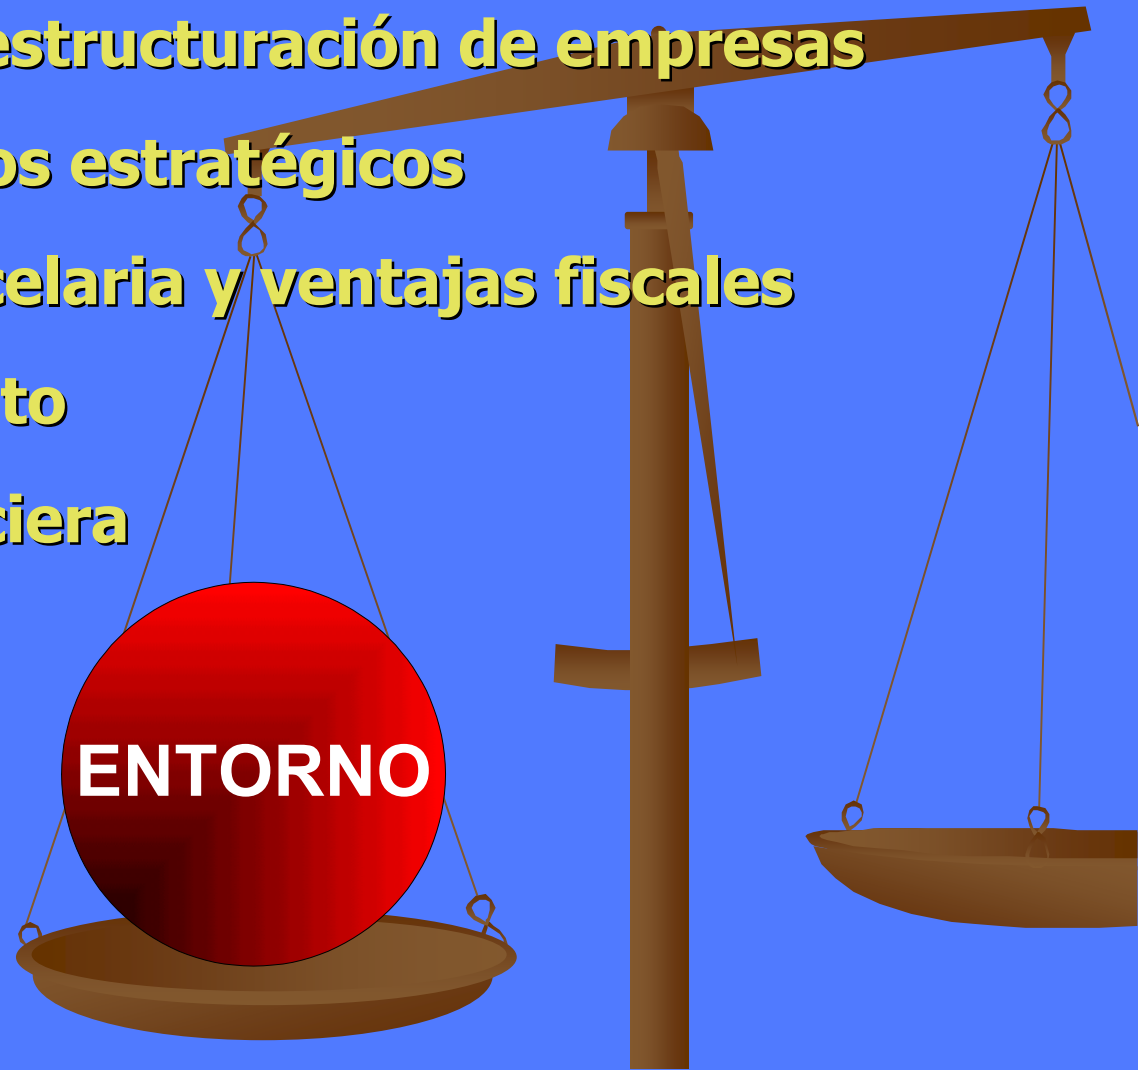 estructuración de empresas
os estratégicos
celaria y ventajas fiscales
to
ciera
ENTORNO